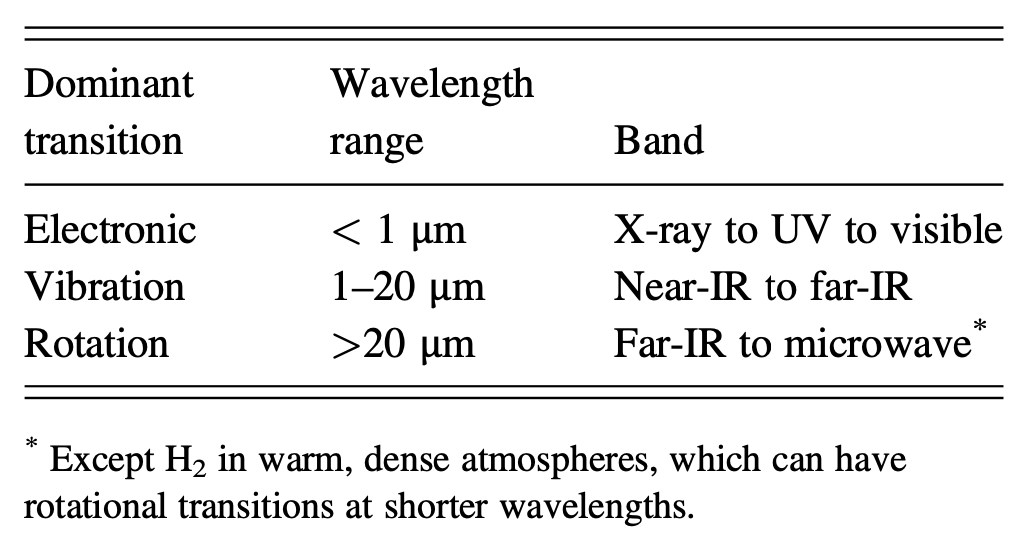 Dominant transition Wavelength range Band
Electronic < 1 μm X-ray to UV to visible
Vibration 1–20 μm Near-IR to far-IR
Rotation >20 μm Far-IR to microwave*
* Except H₂ in warm, dense atmospheres, which can have
rotational transitions at shorter wavelengths.